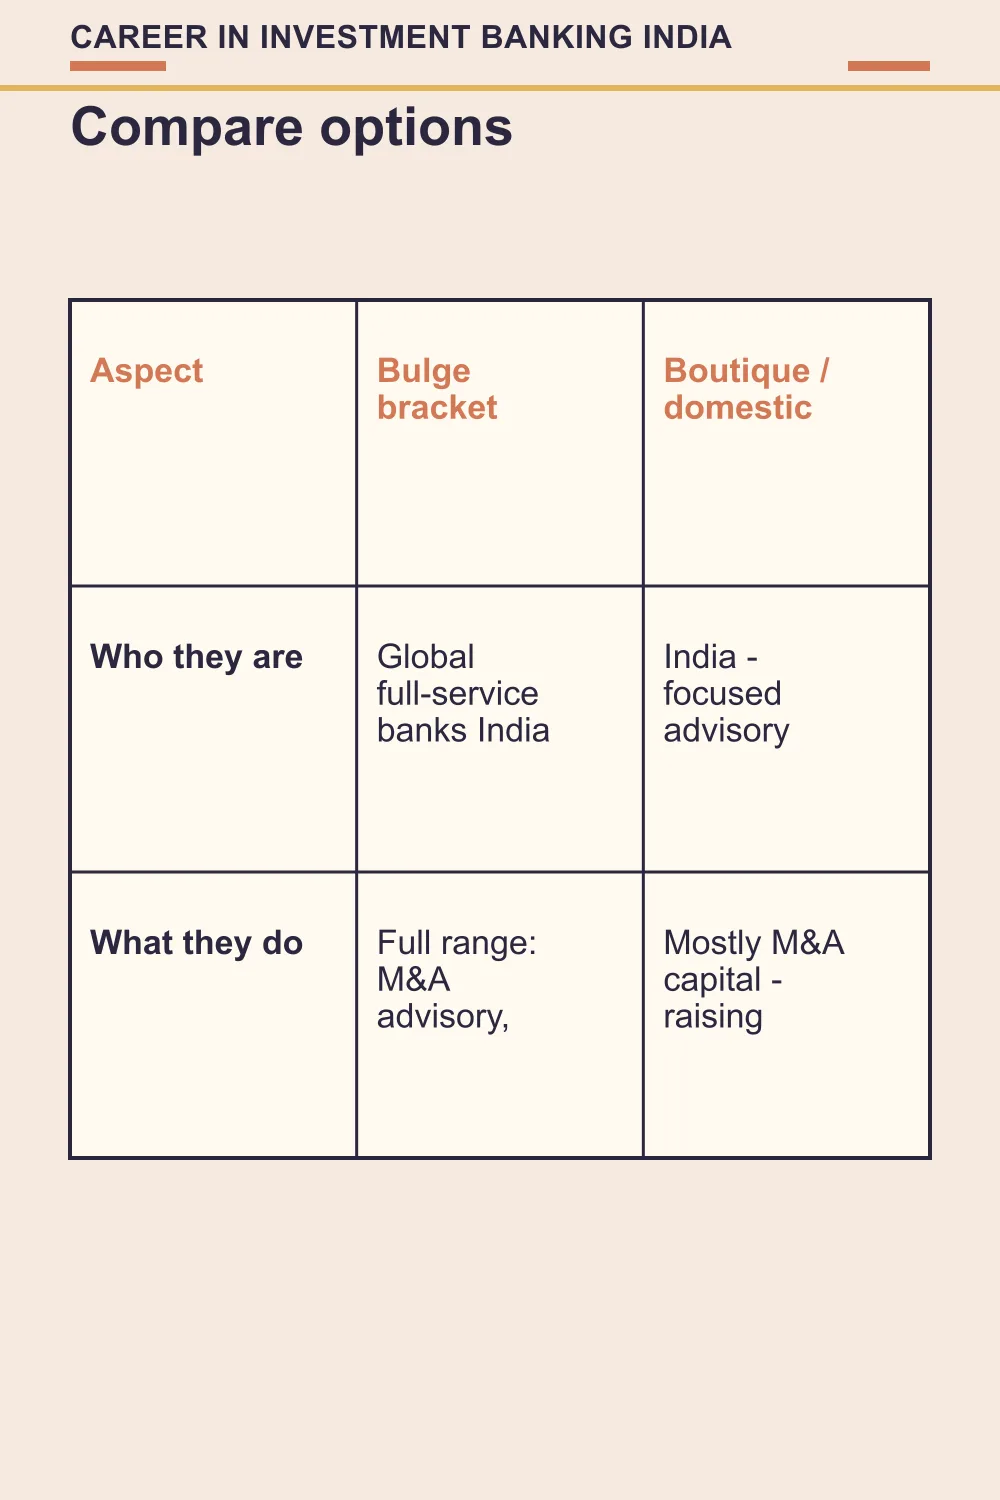 CAREER IN INVESTMENT BANKING INDIA
Compare options
Aspect
Bulge
bracket
Boutique /
domestic
Who they are
Global
full-service
banks India
India -
focused
advisory
What they do
Full range:
M&A
advisory,
Mostly M&A
capital -
raising